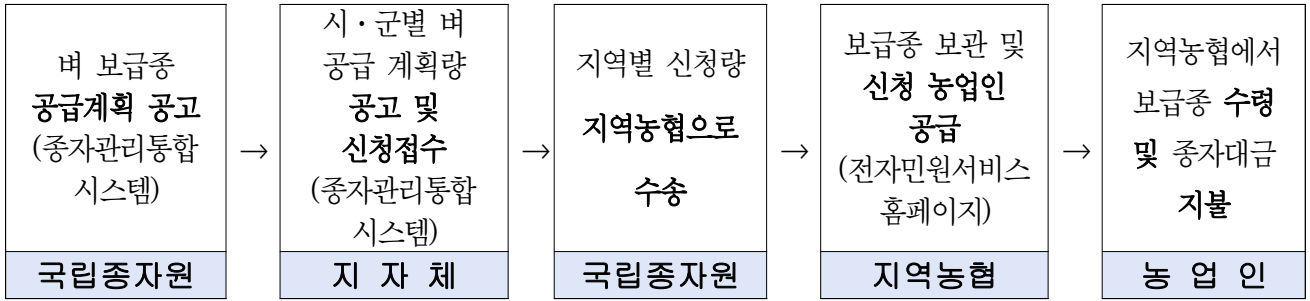 벼 보급종
공급계획 공고
(종자관리통합
시스템)
국립종자원
→
시·군별 벼
공급 계획량
공고 및
신청접수
(종자관리통합
시스템)
지 자 체
→
지역별 신청량
지역농협으로
수송
국립종자원
→
보급종 보관 및
신청 농업인
공급
(전자민원서비스
홈페이지)
지역농협
→
지역농협에서
보급종 수령
및 종자대금
지불
농 업 인